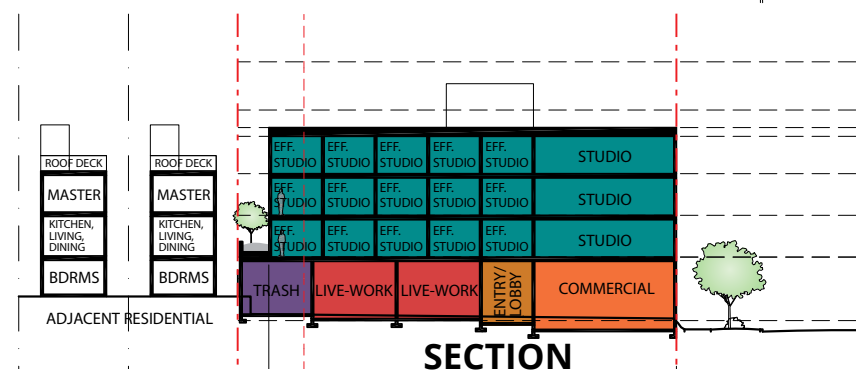 ROOF DECK
MASTER
KITCHEN,
LIVING,
DINING
BDRMS
ROOF DECK
MASTER
KITCHEN,
LIVING,
DINING
BDRMS
ADJACENT RESIDENTIAL
EFF.
STUDIO
EFF.
STUDIO
EFF.
STUDIO
EFF.
STUDIO
EFF.
STUDIO
STUDIO
EFF.
STUDIO
EFF.
STUDIO
EFF.
STUDIO
EFF.
STUDIO
EFF.
STUDIO
STUDIO
EFF.
STUDIO
EFF.
STUDIO
EFF.
STUDIO
EFF.
STUDIO
EFF.
STUDIO
STUDIO
TRASH
LIVE-WORK
LIVE-WORK
ENTRY/
LOBBY
COMMERCIAL
SECTION